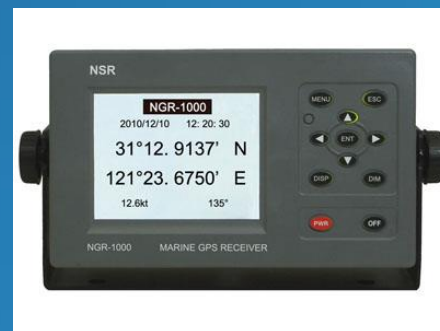 NSR
NGR-1000
2010/12/10 12: 20: 30
31°12. 9137' N
121°23. 6750' E
12.6kt 135°
MENU ESC
ENT
DISP DIM
PWR OFF
NGR-1000 MARINE GPS RECEIVER